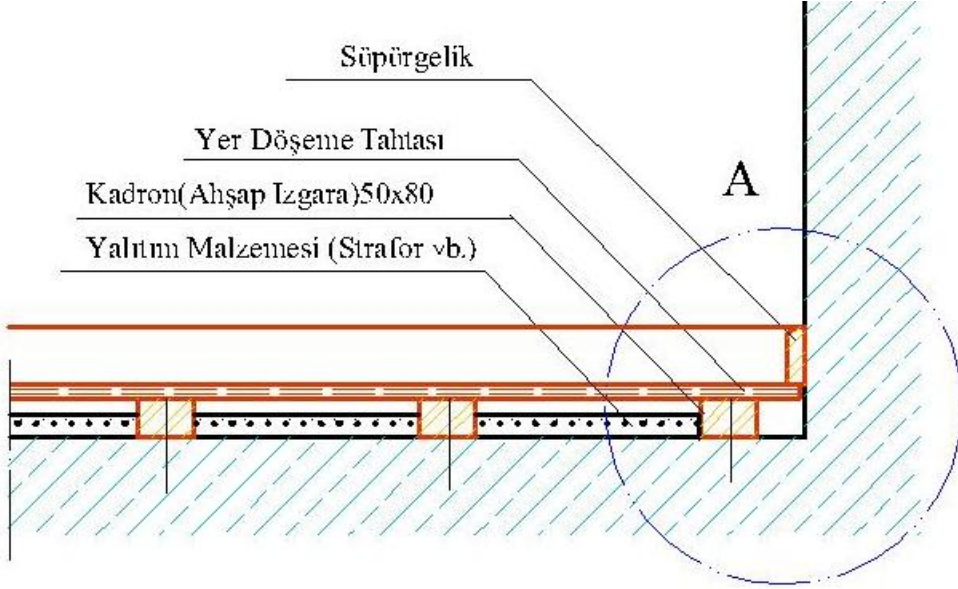 Süpürgelik
Yer Döşeme Tahtası
A
Kadron(Ahşap Izgara)50x80
Yalıtım Malzemesi (Strafor vb.)